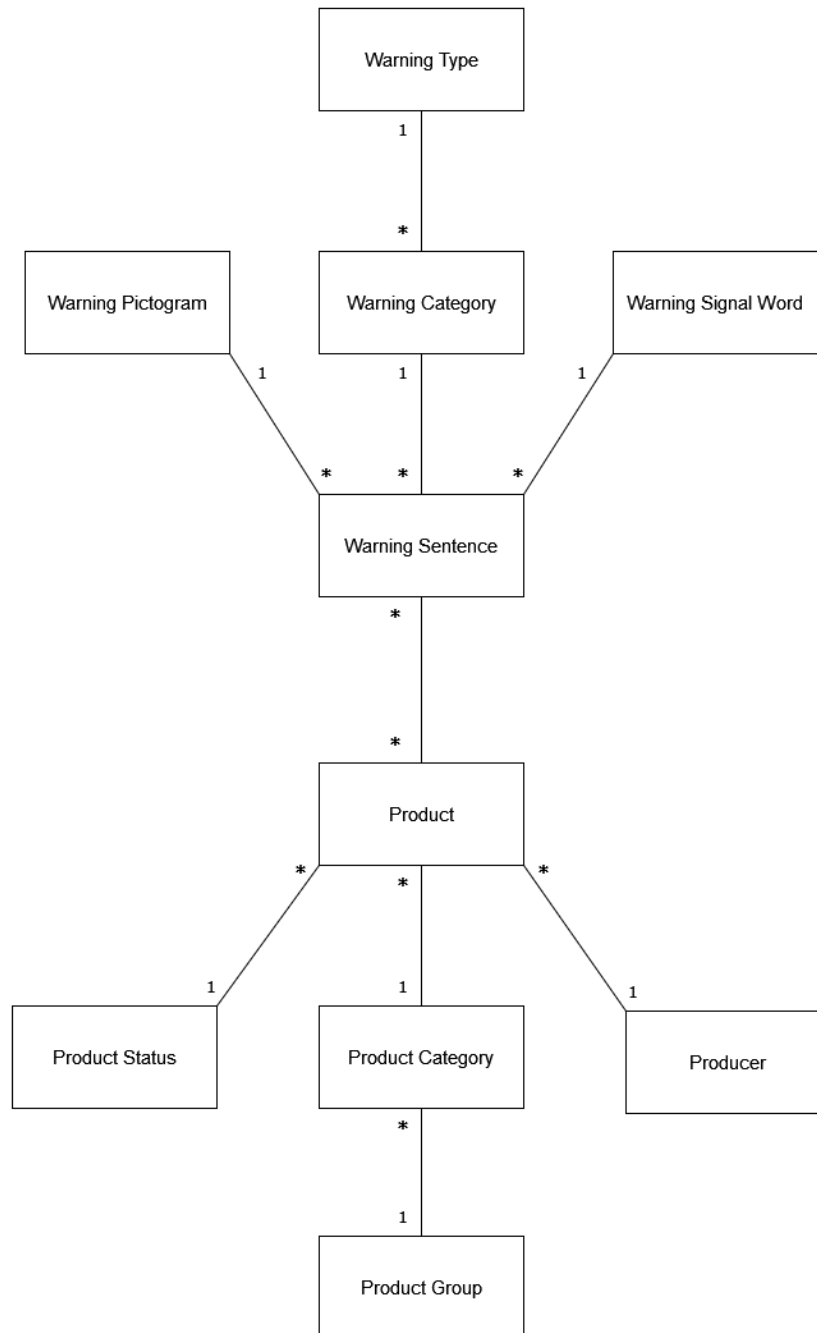 Warning Type
1
*
Warning Pictogram
Warning Category
Warning Signal Word
1
1
1
*
*
*
Warning Sentence
*
*
Product
*
*
*
1
1
1
Product Status
Product Category
Producer
*
1
Product Group